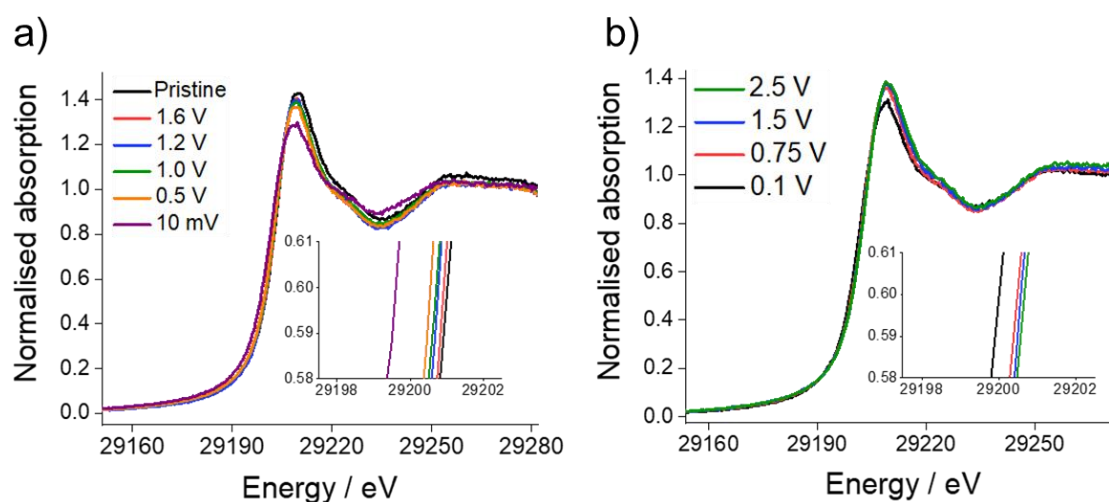 a)
Normalised absorption
1.4
1.2
1.0
0.8
0.6
0.4
0.2
0.0
Pristine
1.6 V
1.2 V
1.0 V
0.5 V
10 mV
0.61
0.60
0.59
0.58
29198 29200 29202
29160 29190 29220 29250 29280
Energy / eV
b)
Normalised absorption
1.4
1.2
1.0
0.8
0.6
0.4
0.2
0.0
2.5 V
1.5 V
0.75 V
0.1 V
0.61
0.60
0.59
0.58
29198 29200 29202
29160 29190 29220 29250
Energy / eV